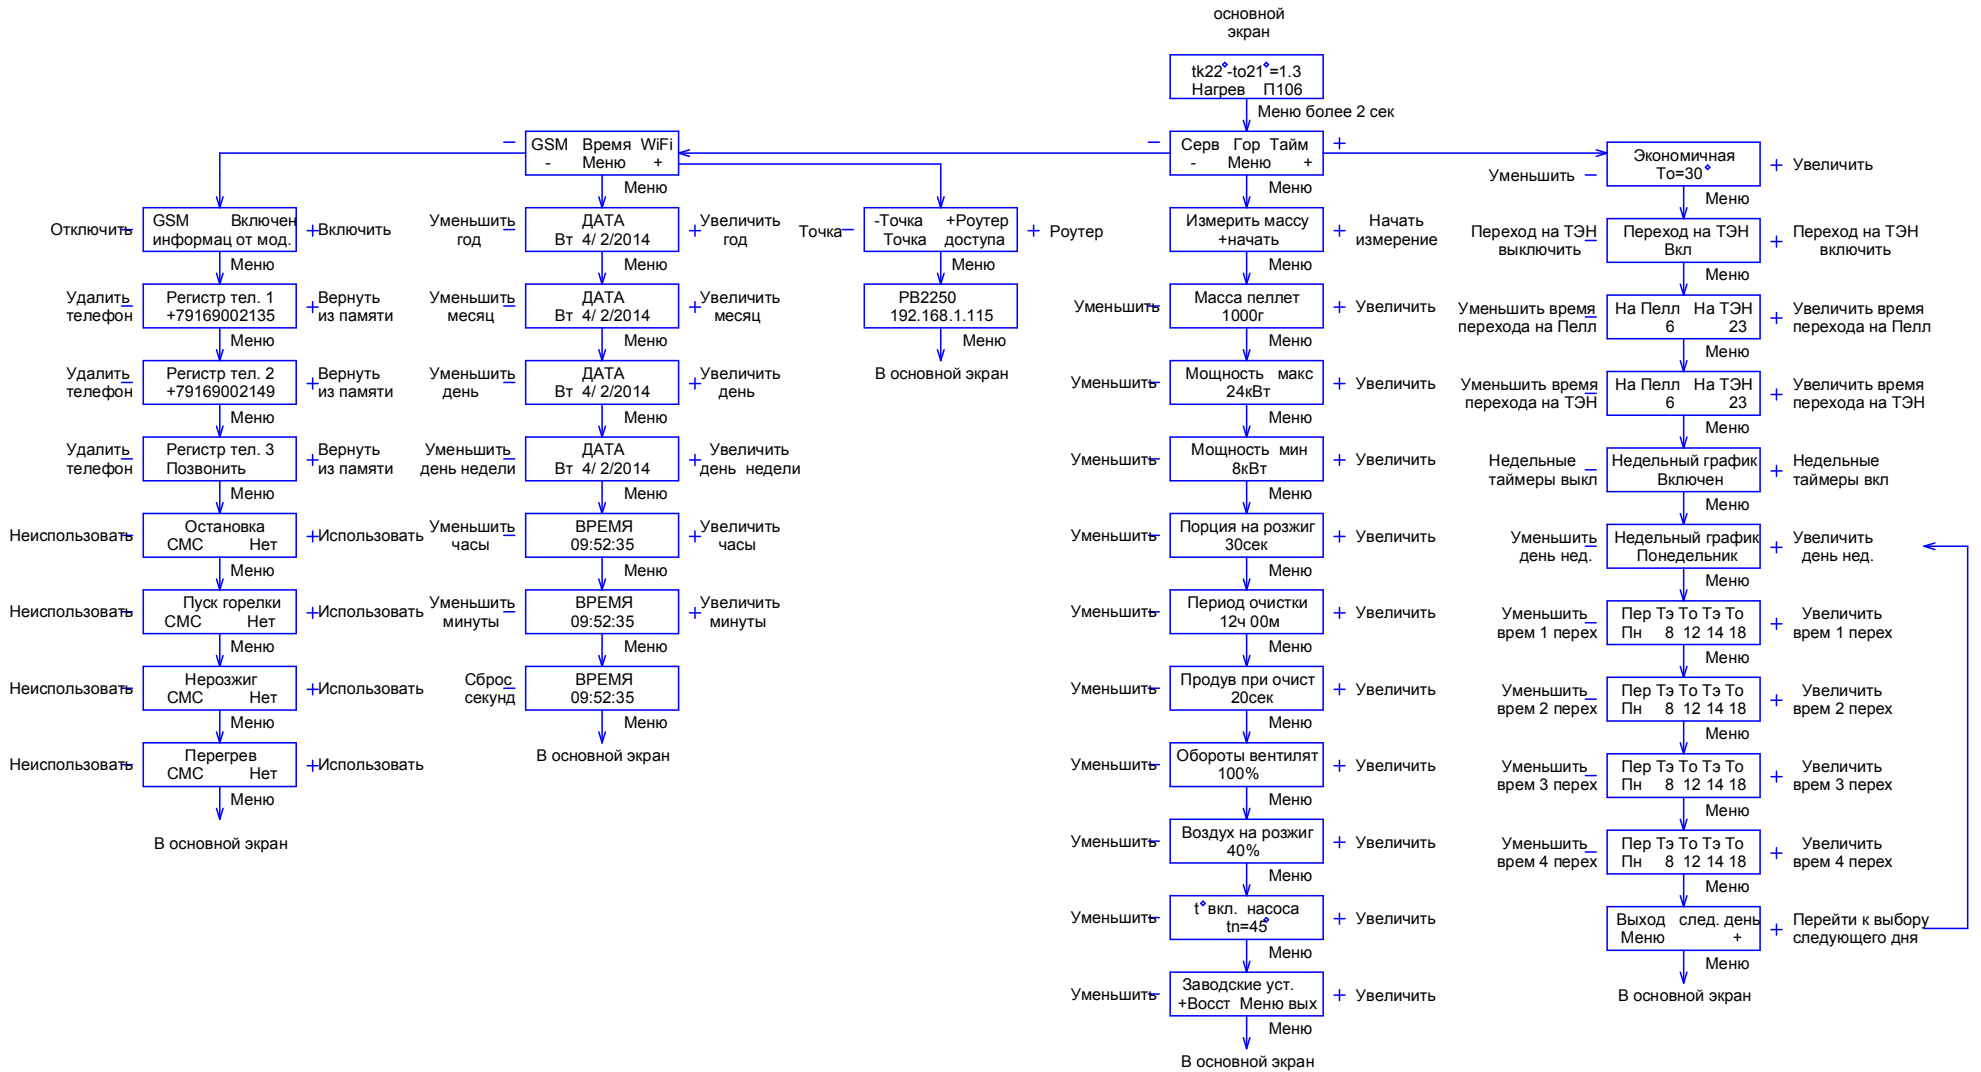 основной
экран
tk22°-to21°=1.3
Нагрев П106
Меню более 2 сек
− GSM Время WiFi
- Меню +
Меню
− Серв Гор Тайм +
- Меню +
Меню
Отключить − GSM Включен + Включить
информац от мод.
Меню
Удалить − Регистр тел. 1 + Вернуть
телефон +79169002135 из памяти
Меню
Удалить − Регистр тел. 2 + Вернуть
телефон +79169002149 из памяти
Меню
Удалить − Регистр тел. 3 + Вернуть
телефон Позвонить из памяти
Меню
Неиспользовать − Остановка + Использовать
СМС Нет
Меню
Неиспользовать − Пуск горелки + Использовать
СМС Нет
Меню
Неиспользовать − Нерозжиг + Использовать
СМС Нет
Меню
Неиспользовать − Перегрев + Использовать
СМС Нет
Меню
В основной экран
Уменьшить − ДАТА + Увеличить
год Вт 4/ 2/2014 год
Меню
Уменьшить − ДАТА + Увеличить
месяц Вт 4/ 2/2014 месяц
Меню
Уменьшить − ДАТА + Увеличить
день Вт 4/ 2/2014 день
Меню
Уменьшить − ДАТА + Увеличить
день недели Вт 4/ 2/2014 день недели
Меню
Уменьшить − ВРЕМЯ + Увеличить
часы 09:52:35 часы
Меню
Уменьшить − ВРЕМЯ + Увеличить
минуты 09:52:35 минуты
Меню
Сброс − ВРЕМЯ
секунд 09:52:35
Меню
В основной экран
Точка − -Точка +Роутер + Роутер
Точка доступа
Меню
PB2250
192.168.1.115
Меню
В основной экран
Измерить массу + Начать
+начать измерение
Меню
Уменьшить − Масса пеллет + Увеличить
1000г
Меню
Уменьшить − Мощность макс + Увеличить
24кВт
Меню
Уменьшить − Мощность мин + Увеличить
8кВт
Меню
Уменьшить − Порция на розжиг + Увеличить
30сек
Меню
Уменьшить − Период очистки + Увеличить
12ч 00м
Меню
Уменьшить − Продув при очист + Увеличить
20сек
Меню
Уменьшить − Обороты вентилят + Увеличить
100%
Меню
Уменьшить − Воздух на розжиг + Увеличить
40%
Меню
Уменьшить − t° вкл. насоса + Увеличить
tn=45°
Меню
Уменьшить − Заводские уст. + Увеличить
+Восст Меню вых
Меню
В основной экран
Уменьшить − Экономичная + Увеличить
То=30°
Меню
Переход на ТЭН − Переход на ТЭН + Переход на ТЭН
выключить Вкл включить
Меню
Уменьшить время − На Пелл На ТЭН + Увеличить время
перехода на Пелл 6 23 перехода на Пелл
Меню
Уменьшить время − На Пелл На ТЭН + Увеличить время
перехода на ТЭН 6 23 перехода на ТЭН
Меню
Недельные − Недельный график + Недельные
таймеры выкл Включен таймеры вкл
Меню
Уменьшить − Недельный график + Увеличить
день нед. Понедельник день нед.
Меню
Уменьшить − Пер Тэ То Тэ То + Увеличить
врем 1 перех Пн 8 12 14 18 врем 1 перех
Меню
Уменьшить − Пер Тэ То Тэ То + Увеличить
врем 2 перех Пн 8 12 14 18 врем 2 перех
Меню
Уменьшить − Пер Тэ То Тэ То + Увеличить
врем 3 перех Пн 8 12 14 18 врем 3 перех
Меню
Уменьшить − Пер Тэ То Тэ То + Увеличить
врем 4 перех Пн 8 12 14 18 врем 4 перех
Меню
Выход след. день + Перейти к выбору
Меню + следующего дня
Меню
В основной экран